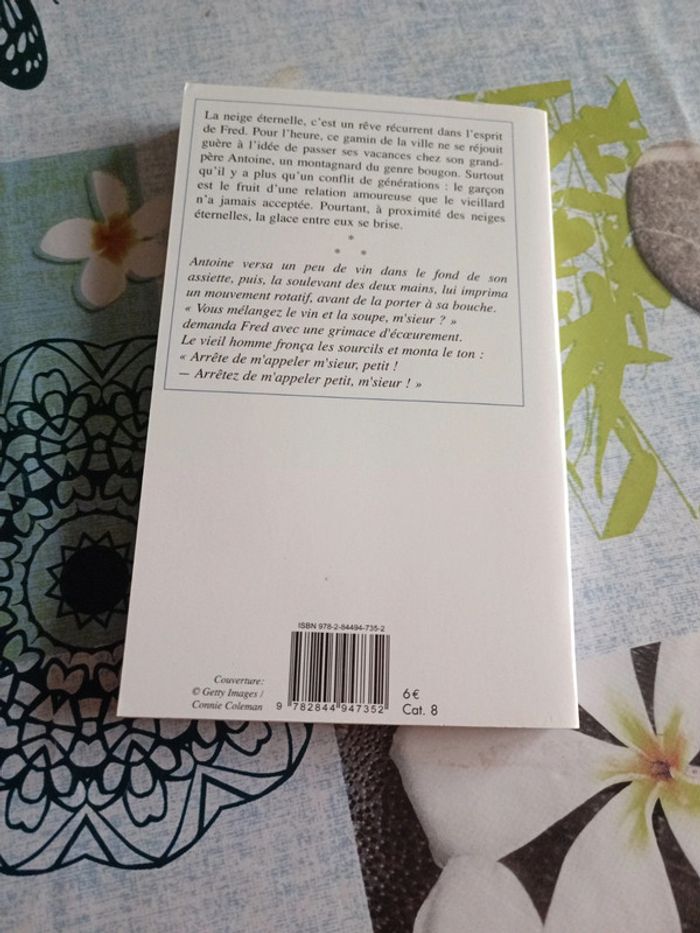 La neige éternelle, c'est un rêve récurrent dans l'esprit
de Fred. Pour l'heure, ce gamin de la ville ne se réjouit
guère à l'idée de passer ses vacances chez son grand-
père Antoine, un montagnard du genre bougon. Surtout
qu'il y a plus qu'un conflit de générations : le garçon
est le fruit d'une relation amoureuse que le vieillard
n'a jamais acceptée. Pourtant, à proximité des neiges
éternelles, la glace entre eux se brise.
*
* *
Antoine versa un peu de vin dans le fond de son
assiette, puis, la soulevant des deux mains, lui imprima
un mouvement rotatif, avant de la porter à sa bouche.
« Vous mélangez le vin et la soupe, m'sieur ? »
demanda Fred avec une grimace d'écœurement.
Le vieil homme fronça les sourcils et monta le ton :
« Arrête de m'appeler m'sieur, petit !
— Arrêtez de m'appeler petit, m'sieur ! »
ISBN 978-2-84494-735-2
Couverture:
© Getty Images /
Connie Coleman
9 782844 947352
6 €
Cat. 8